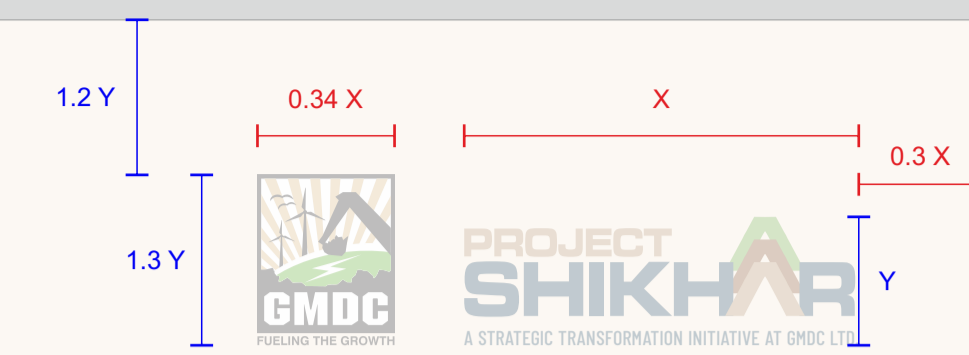 1.2 Y
0.34 X
X
0.3 X
1.3 Y
GMDC
FUELING THE GROWTH
PROJECT
SHIKHAR
A STRATEGIC TRANSFORMATION INITIATIVE AT GMDC LTD
Y